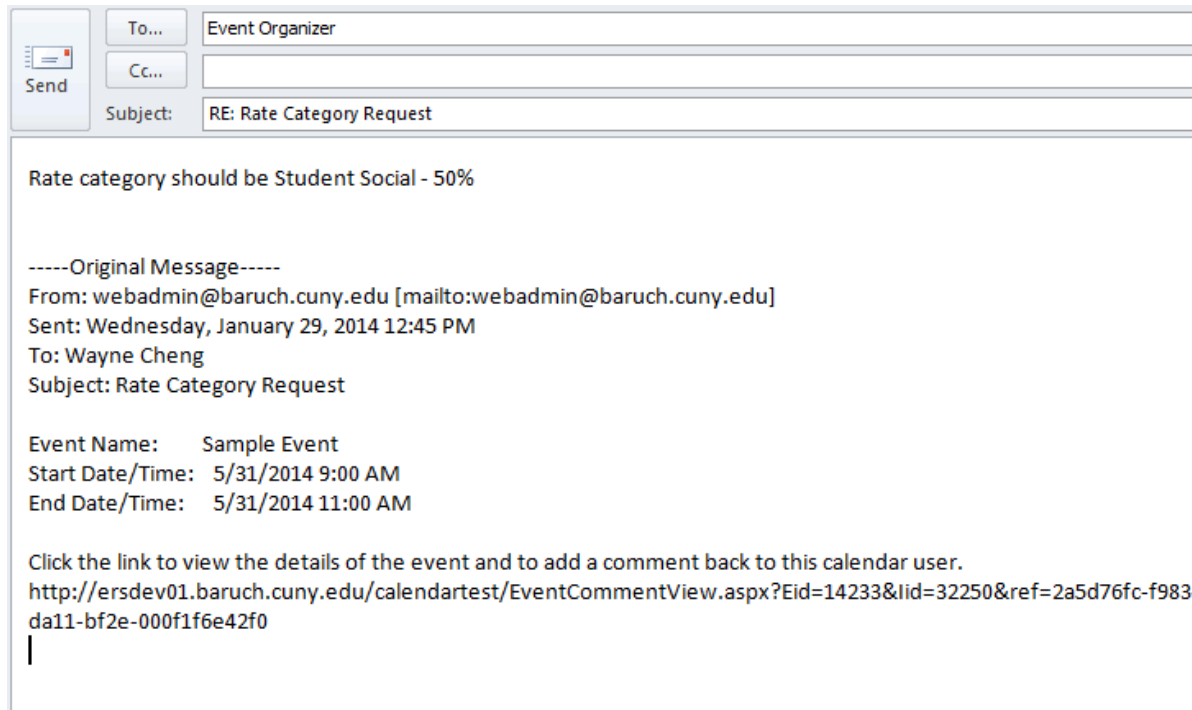 To...
Event Organizer
Cc...
Send
Subject:
RE: Rate Category Request
Rate category should be Student Social - 50%
-----Original Message-----
From: webadmin@baruch.cuny.edu [mailto:webadmin@baruch.cuny.edu]
Sent: Wednesday, January 29, 2014 12:45 PM
To: Wayne Cheng
Subject: Rate Category Request
Event Name: Sample Event
Start Date/Time: 5/31/2014 9:00 AM
End Date/Time: 5/31/2014 11:00 AM
Click the link to view the details of the event and to add a comment back to this calendar user.
http://ersdev01.baruch.cuny.edu/calendartest/EventCommentView.aspx?Eid=14233&Iid=32250&ref=2a5d76fc-f983
da11-bf2e-000f1f6e42f0